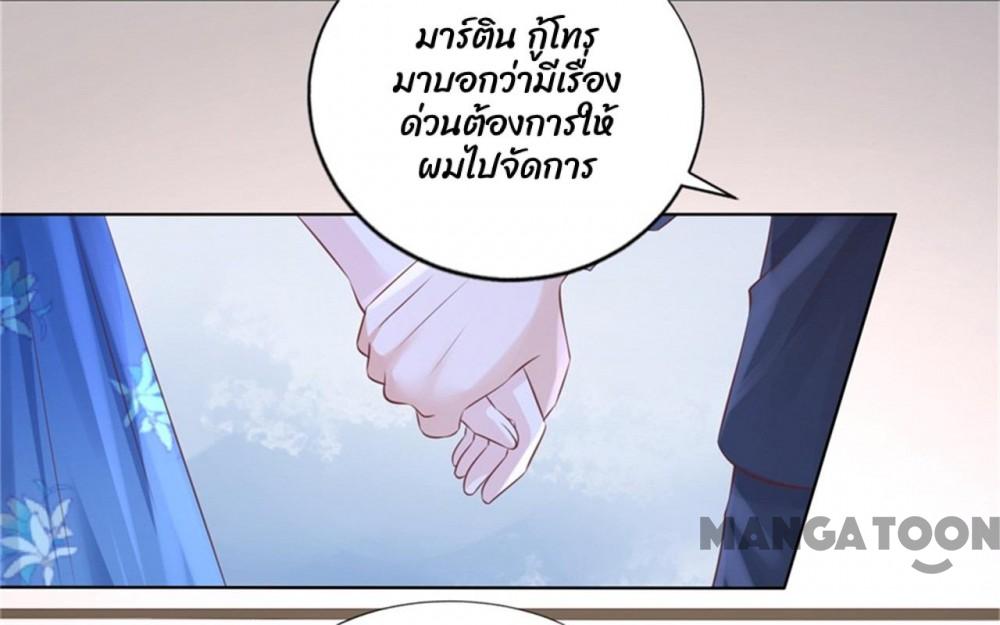 มาร์ติน กู้โทร
มาบอกว่ามีเรื่อง
ด่วนต้องการให้
ผมไปจัดการ
MANGATOON